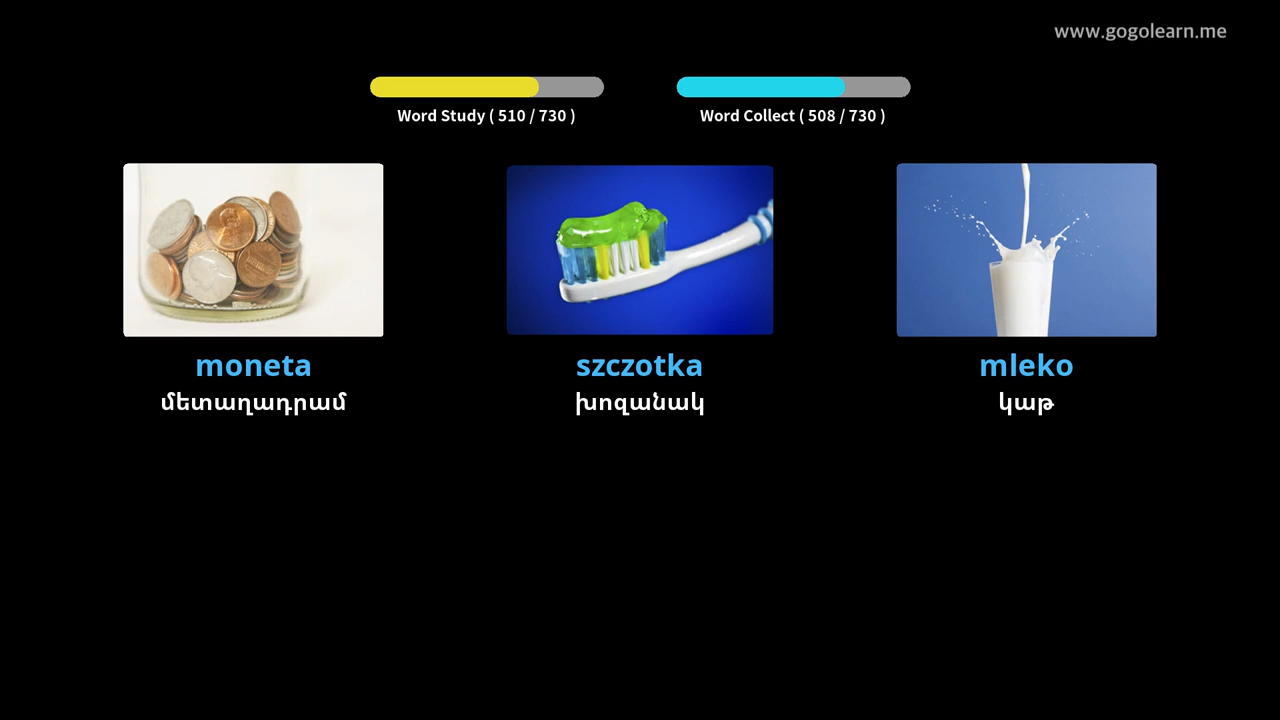 www.gogolearn.me
Word Study ( 510 / 730 )
Word Collect ( 508 / 730 )
moneta
szczotka
mleko
մետաղադրամ
խոզանակ
կաթ